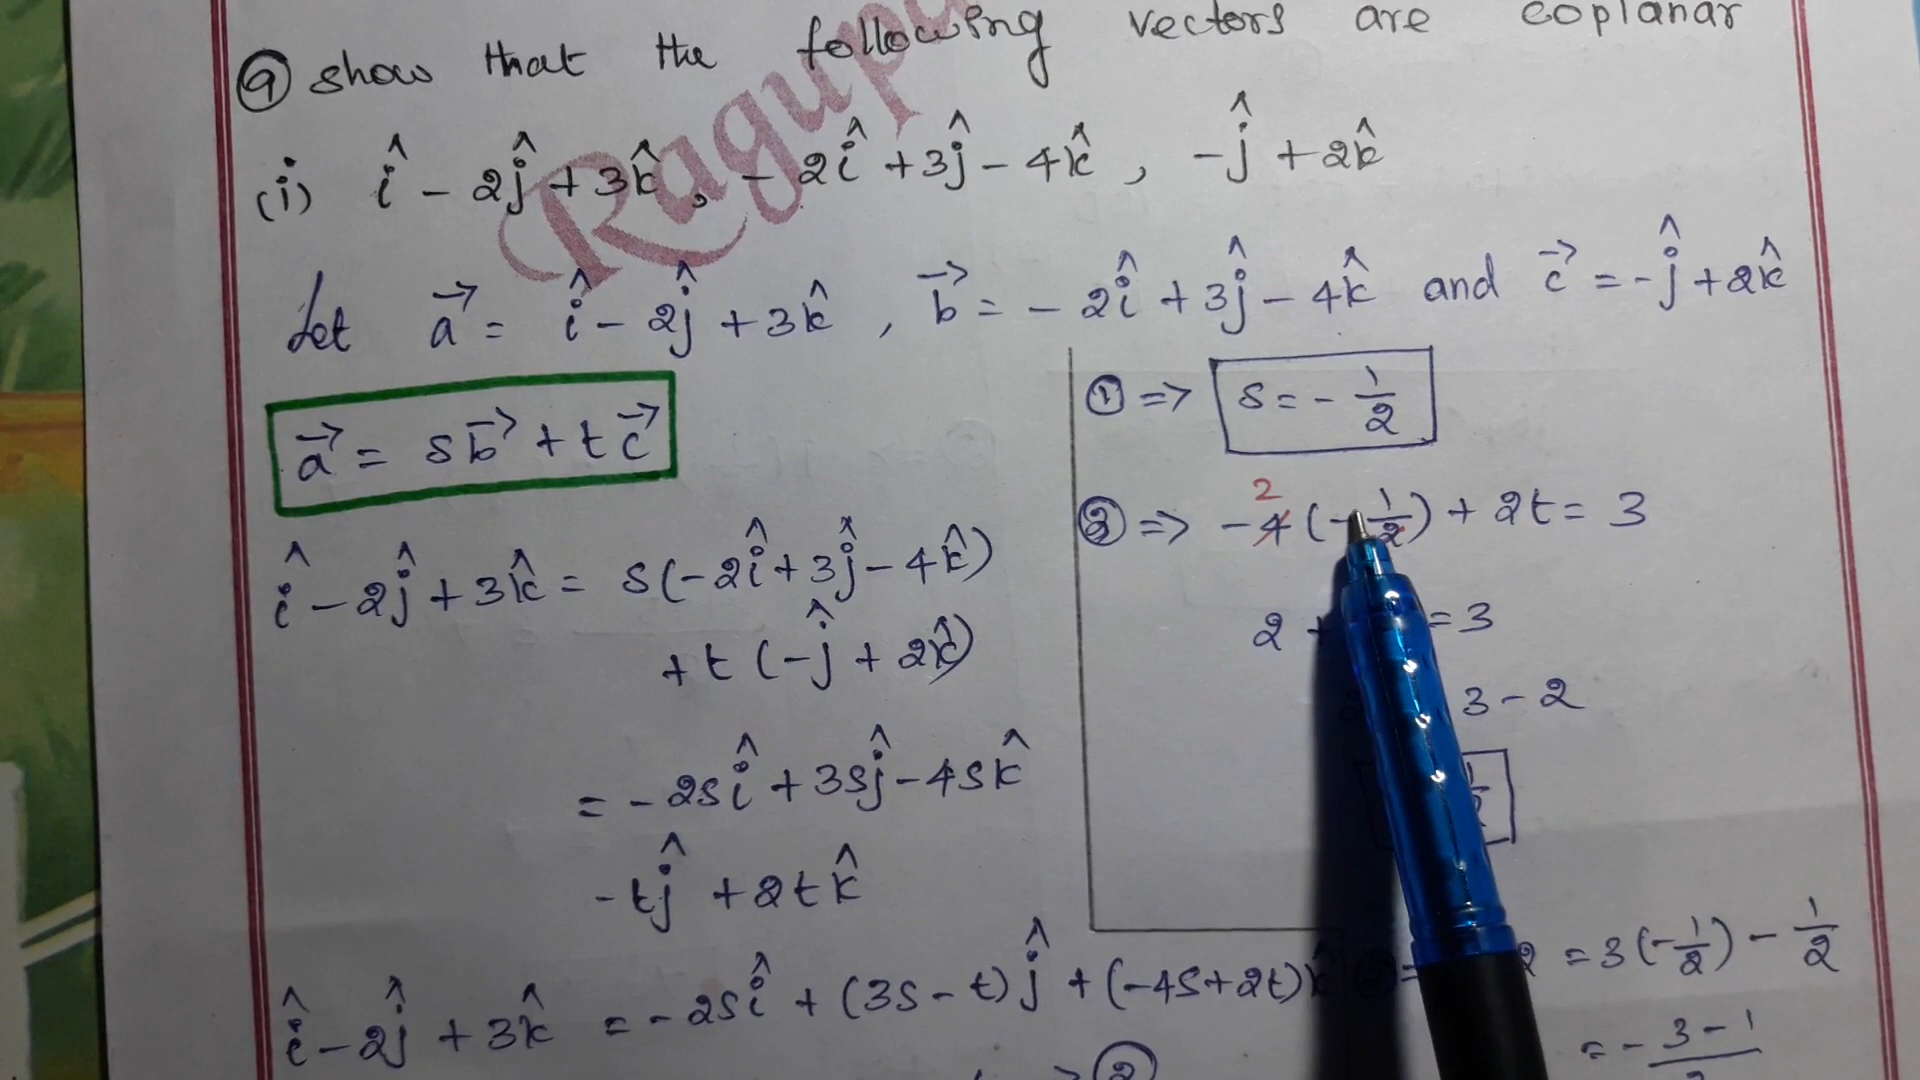 ⑨ show that the following vectors are coplanar
(i) î - 2ĵ + 3k̂, - 2î + 3ĵ - 4k̂, -ĵ + 2k̂
Let a⃗ = î - 2ĵ + 3k̂, b⃗ = - 2î + 3ĵ - 4k̂ and c⃗ = -ĵ + 2k̂
a⃗ = sb⃗ + tc⃗
î - 2ĵ + 3k̂ = s(-2î + 3ĵ - 4k̂)
+ t (-ĵ + 2k̂)
= - 2sî + 3sĵ - 4sk̂
- tĵ + 2tk̂
î - 2ĵ + 3k̂ = - 2sî + (3s - t)ĵ + (-4s + 2t)k̂
① ⇒ s = - 1/2
⇒ -4 (-1/2) + 2t = 3
2
2 + = 3
3 - 2
= 3(-1/2) - 1/2
= - 3 - 1